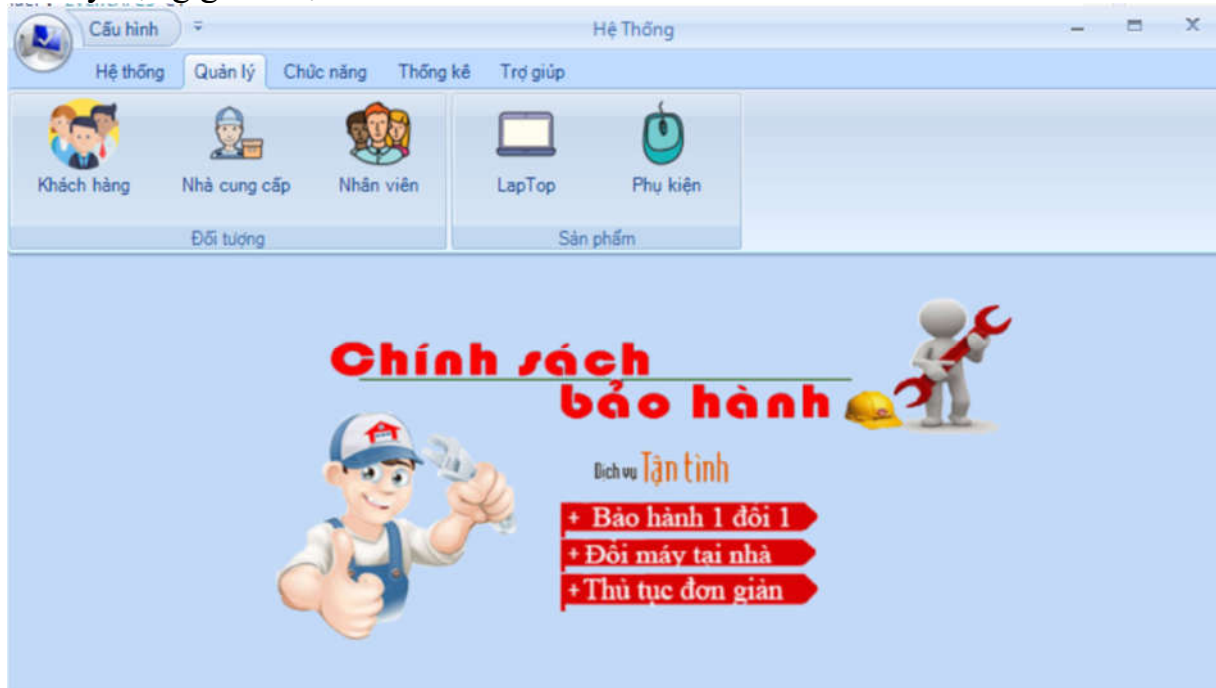 Cấu hình
Hệ Thống
Hệ thống Quản lý Chức năng Thống kê Trợ giúp
Khách hàng Nhà cung cấp Nhân viên LapTop Phụ kiện
Đối tượng Sản phẩm
Chính sách
bảo hành
Dịch vụ Tận tình
+ Bảo hành 1 đổi 1
+ Đổi máy tại nhà
+ Thủ tục đơn giản